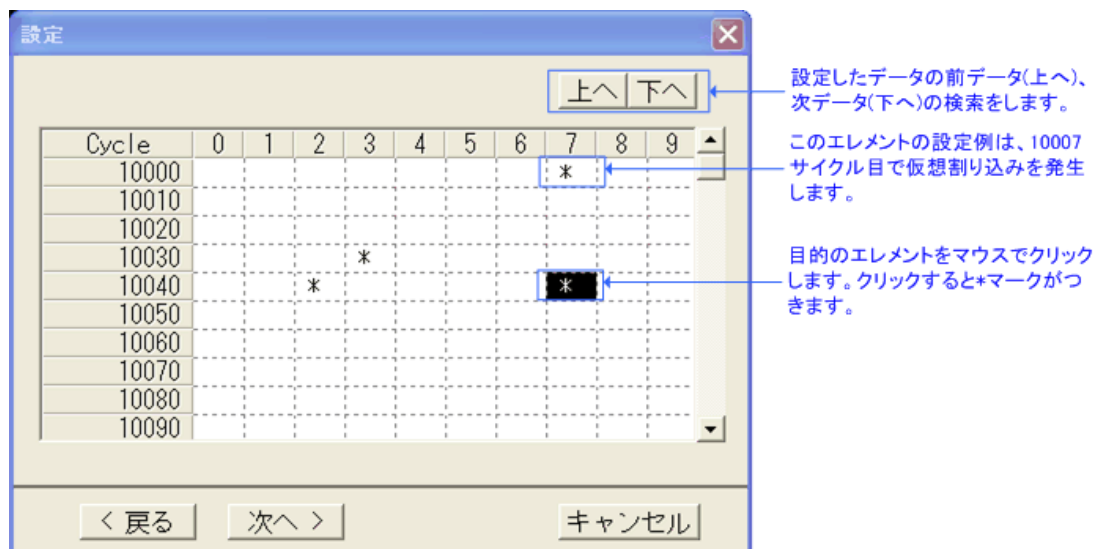 設定
上へ 下へ
設定したデータの前データ(上へ)、
次データ(下へ)の検索をします。
Cycle 0 1 2 3 4 5 6 7 8 9
10000 *
10010
10020
10030 *
10040 * *
10050
10060
10070
10080
10090
このエレメントの設定例は、10007
サイクル目で仮想割り込みを発生
します。
目的のエレメントをマウスでクリック
します。クリックすると*マークがつ
きます。
< 戻る 次へ > キャンセル